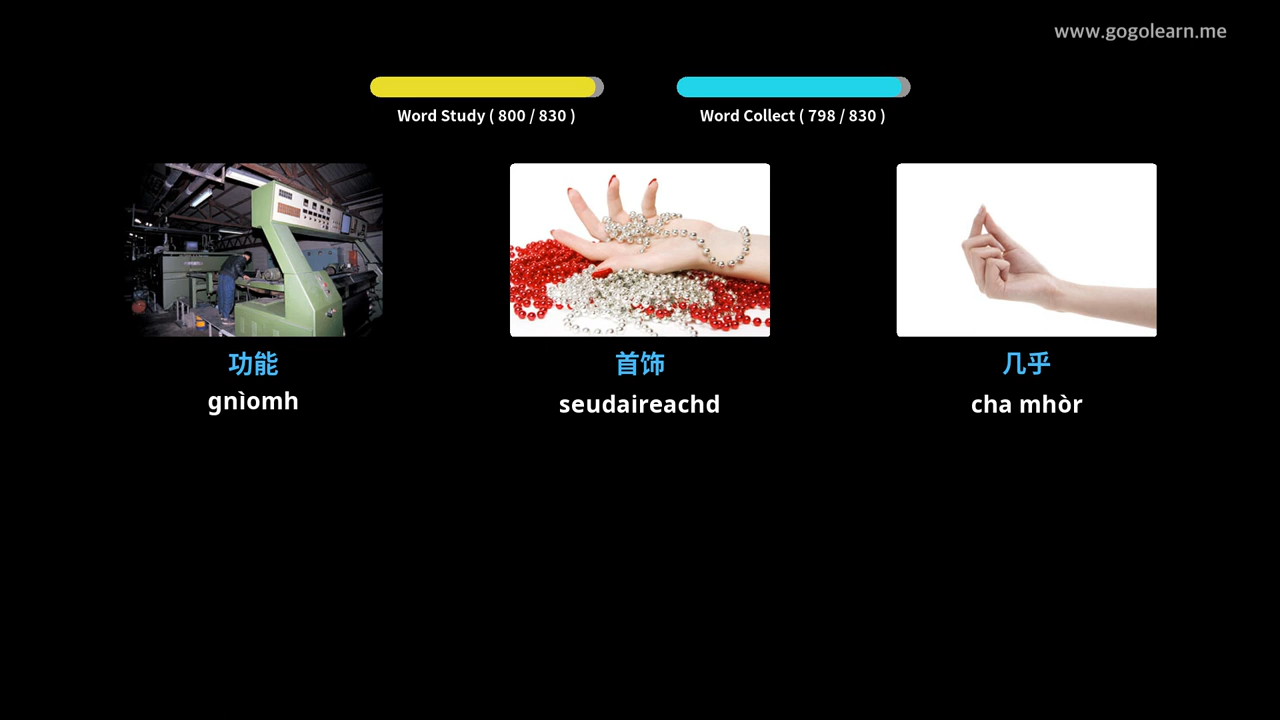 www.gogolearn.me
Word Study ( 800 / 830 )
Word Collect ( 798 / 830 )
功能
gnìomh
首饰
seudaireachd
几乎
cha mhòr